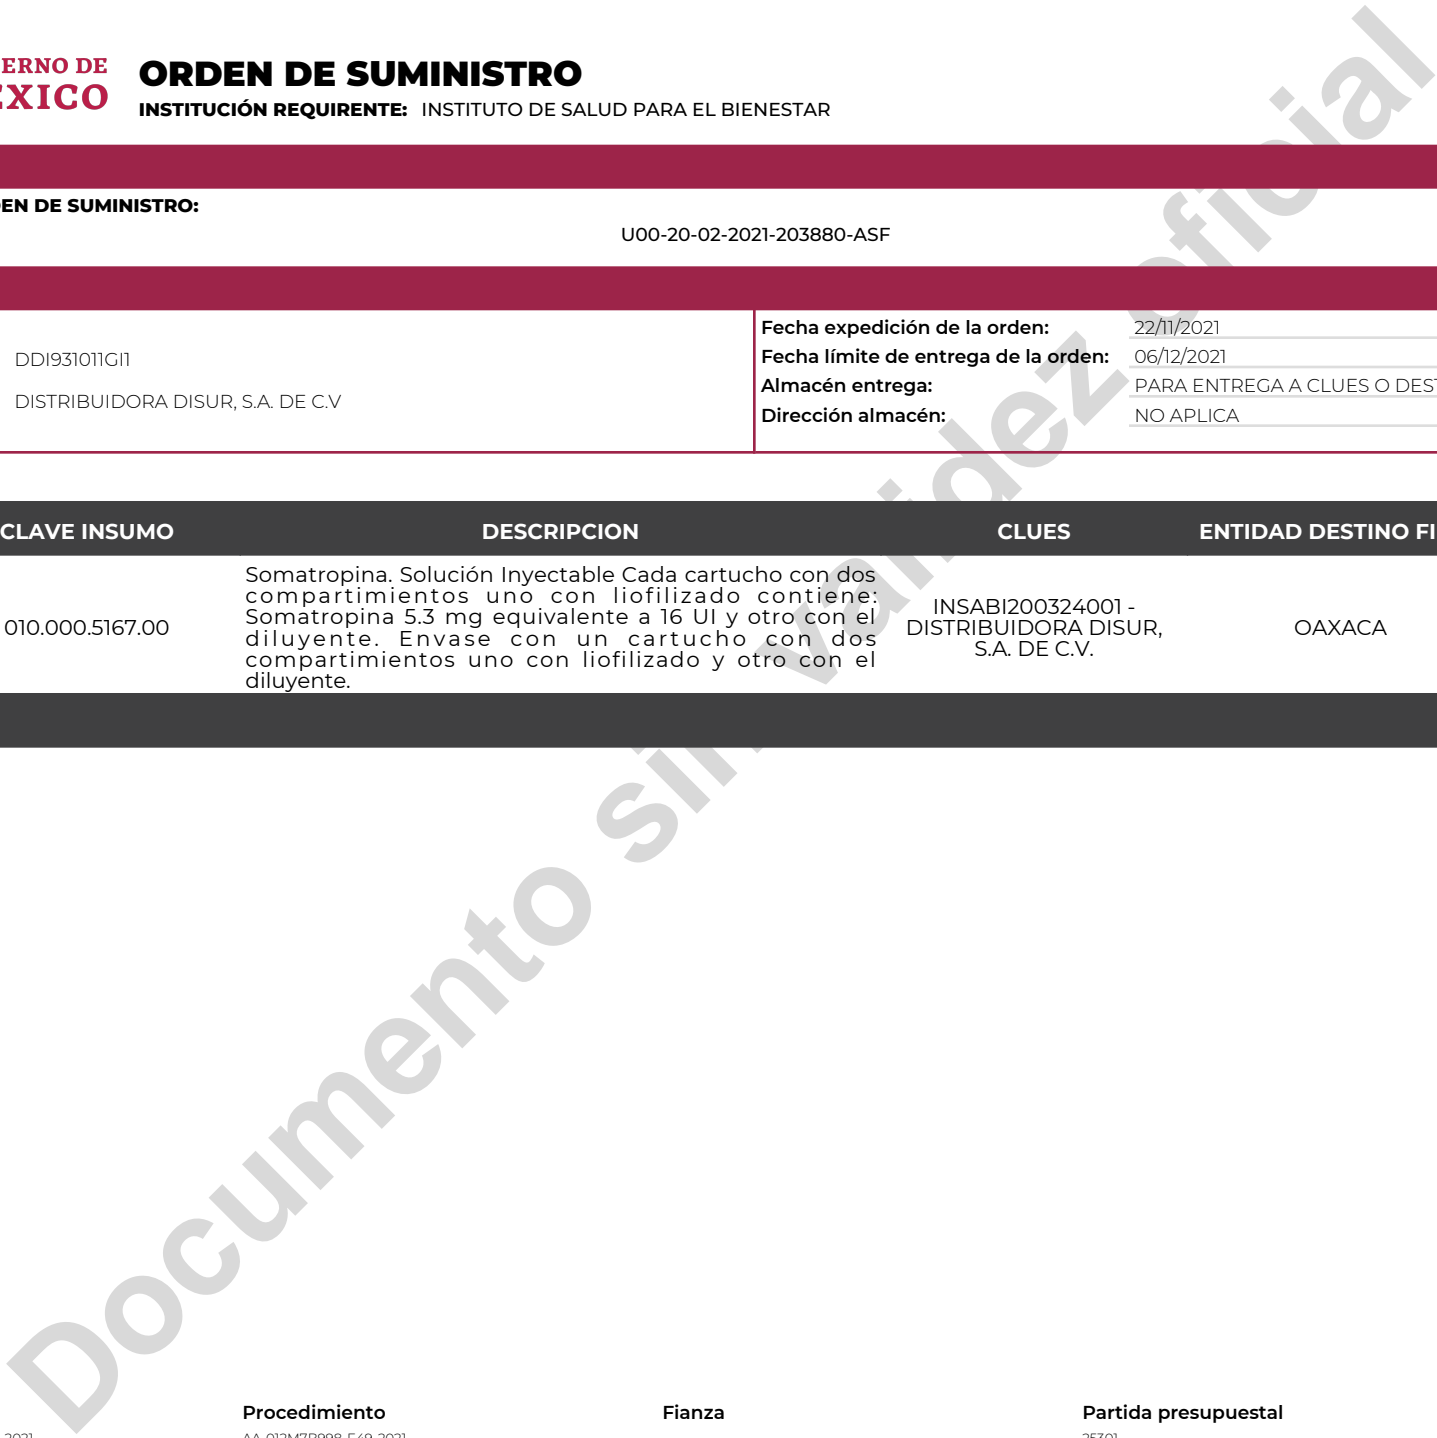 ERNO DE
ORDEN DE SUMINISTRO
INSTITUCIÓN REQUIRENTE: INSTITUTO DE SALUD PARA EL BIENESTAR
EXICO
EN DE SUMINISTRO:
U00-20-02-2021-203880-ASF
DDI931011GI1
DISTRIBUIDORA DISUR, S.A. DE C.V
Fecha expedición de la orden: 22/11/2021
Fecha límite de entrega de la orden: 06/12/2021
Almacén entrega: PARA ENTREGA A CLUES O DEST
Dirección almacén: NO APLICA
CLAVE INSUMO DESCRIPCION CLUES ENTIDAD DESTINO FI
010.000.5167.00
Somatropina. Solución Inyectable Cada cartucho con dos
compartimientos uno con liofilizado contiene:
Somatropina 5.3 mg equivalente a 16 UI y otro con el
diluyente. Envase con un cartucho con dos
compartimientos uno con liofilizado y otro con el
diluyente.
INSABI200324001 -
DISTRIBUIDORA DISUR,
S.A. DE C.V.
OAXACA
Documento sin validez oficial
Procedimiento Fianza Partida presupuestal